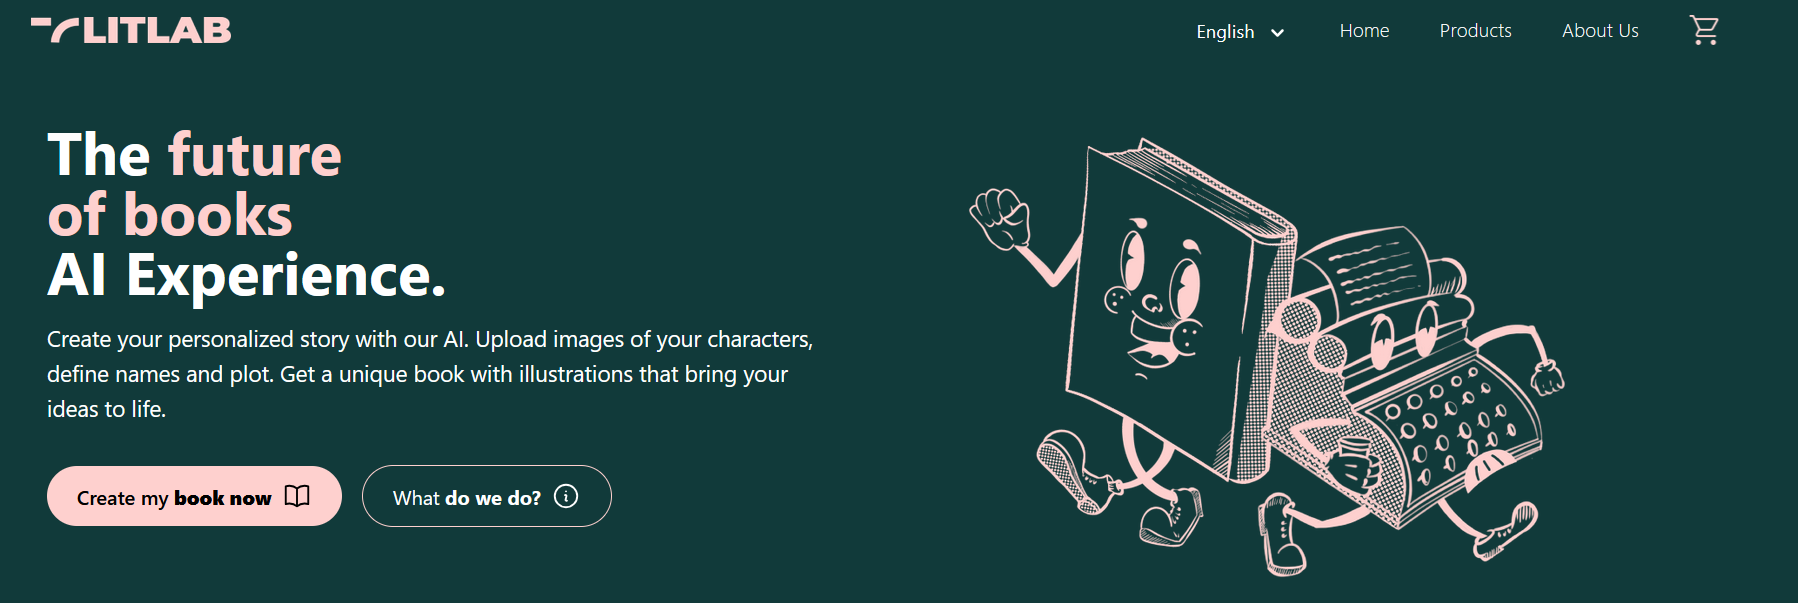 LITLAB
English
Home
Products
About Us
The future
of books
AI Experience.
Create your personalized story with our AI. Upload images of your characters,
define names and plot. Get a unique book with illustrations that bring your
ideas to life.
Create my book now
What do we do?